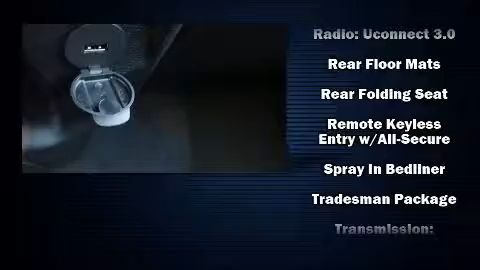 Radio: Uconnect 3.0
Rear Floor Mats
Rear Folding Seat
Remote Keyless
Entry w/All-Secure
Spray In Bedliner
Tradesman Package
Transmission: